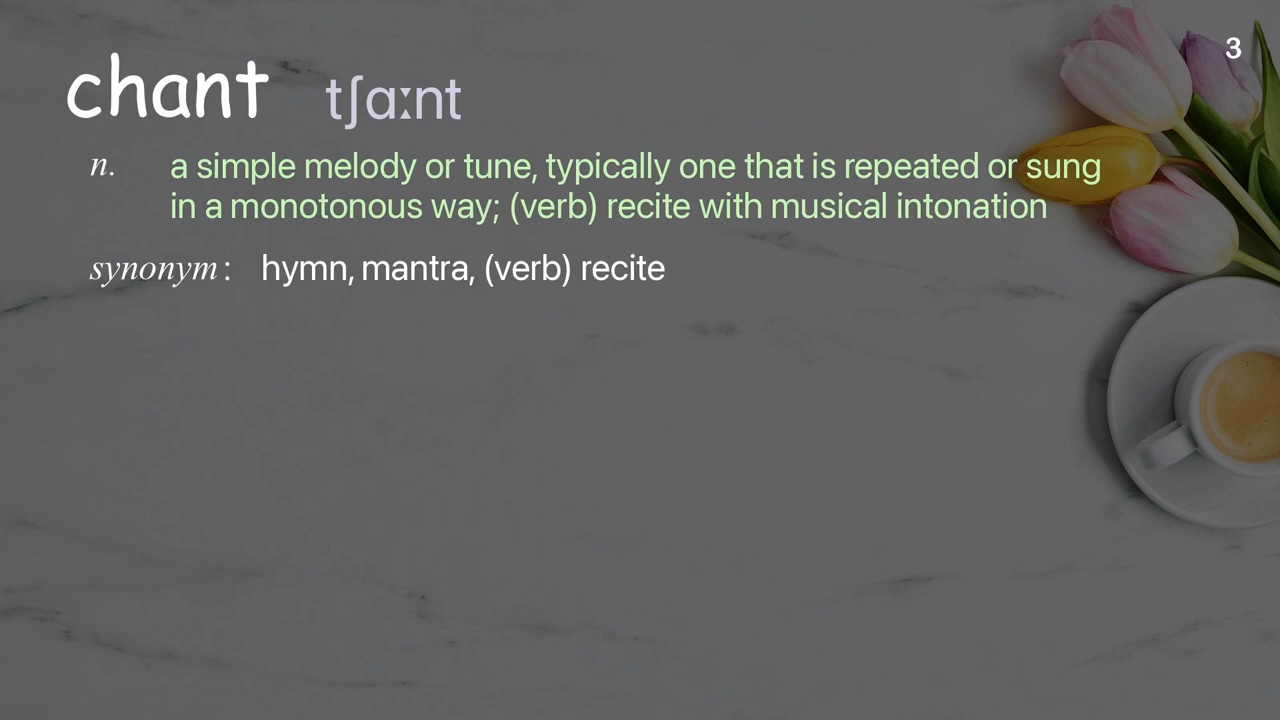 3
chant tʃɑːnt
n. a simple melody or tune, typically one that is repeated or sung
in a monotonous way; (verb) recite with musical intonation
synonym: hymn, mantra, (verb) recite